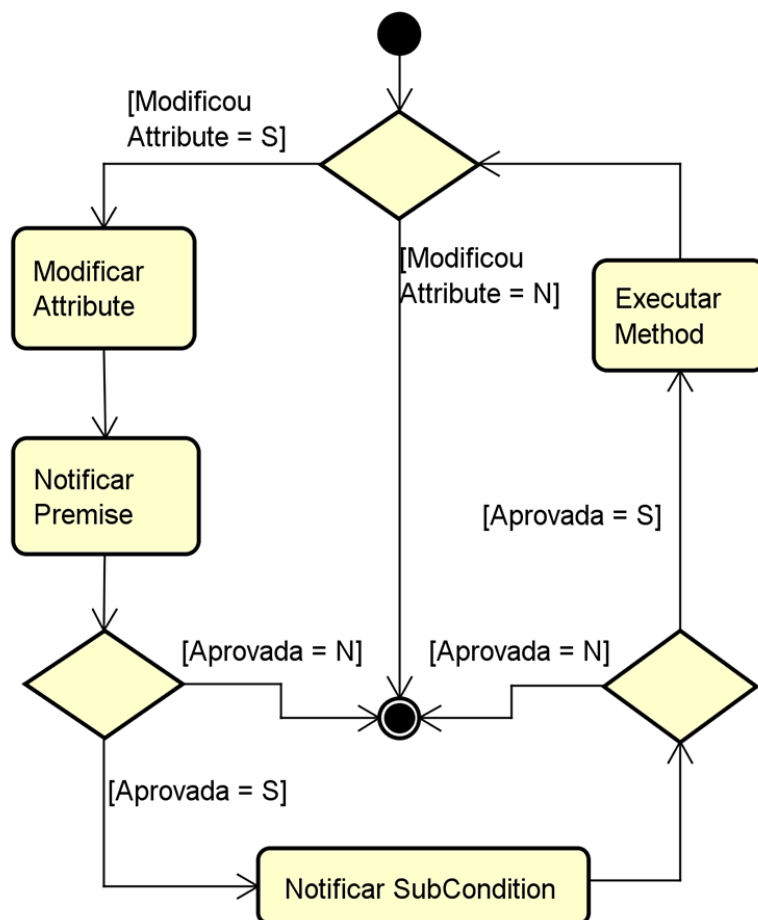 [Modificou
Attribute = S]
[Modificou
Attribute = N]
Modificar
Attribute
Executar
Method
Notificar
Premise
[Aprovada = S]
[Aprovada = N]
[Aprovada = N]
[Aprovada = S]
Notificar SubCondition